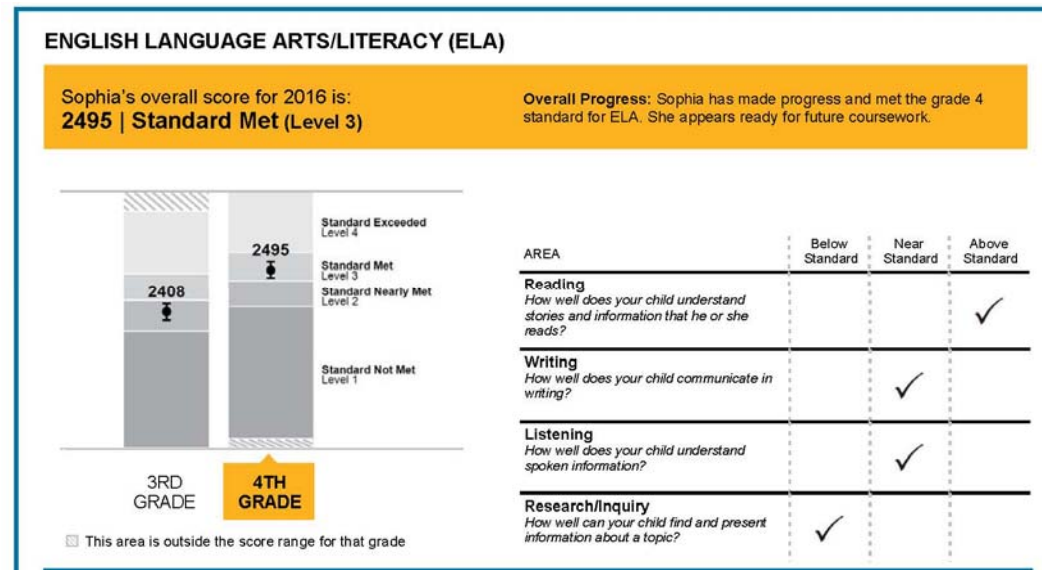 ENGLISH LANGUAGE ARTS/LITERACY (ELA)
Sophia's overall score for 2016 is:
2495 | Standard Met (Level 3)
Overall Progress: Sophia has made progress and met the grade 4
standard for ELA. She appears ready for future coursework.
2408
2495
Standard Exceeded
Level 4
Standard Met
Level 3
Standard Nearly Met
Level 2
Standard Not Met
Level 1
3RD
GRADE
4TH
GRADE
This area is outside the score range for that grade
AREA
Below
Standard
Near
Standard
Above
Standard
Reading
How well does your child understand
stories and information that he or she
reads?
Writing
How well does your child communicate in
writing?
Listening
How well does your child understand
spoken information?
Research/Inquiry
How well can your child find and present
information about a topic?